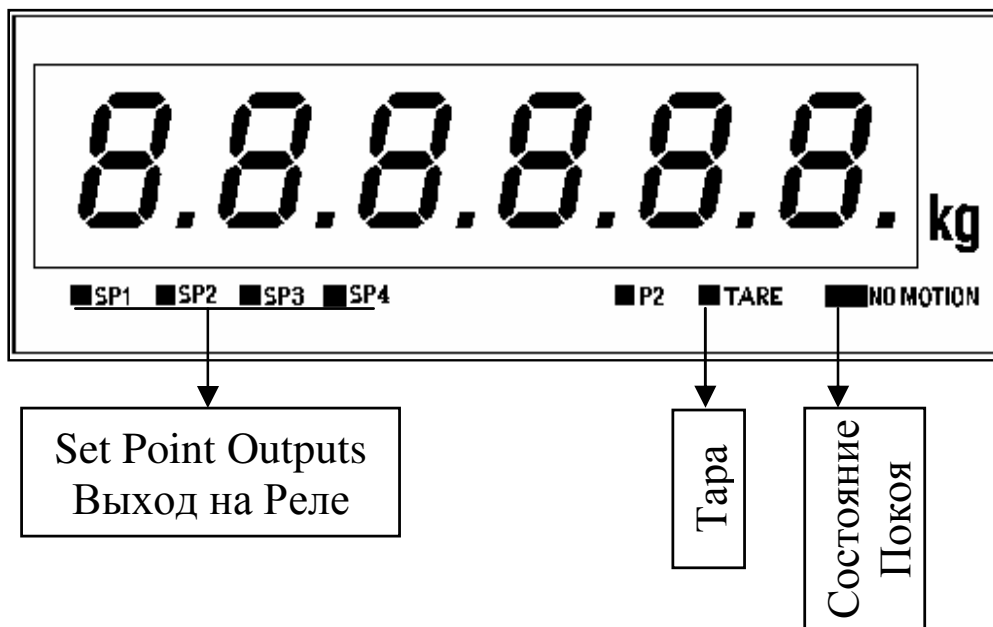 8.8.8.8.8.8. kg
SP1 SP2 SP3 SP4 P2 TARE NO MOTION
Set Point Outputs
Выход на Реле
Тара
Состояние
Покоя